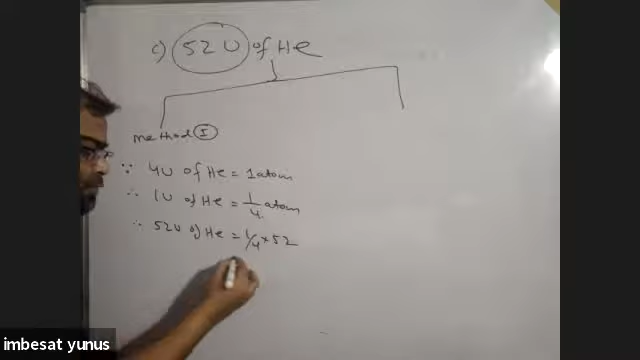 c) 52 U of He
method I
∵ 4U of He = 1 atom
∴ 1U of He = 1/4 atom
∴ 52U of He = 1/4 × 52
imbesat yunus